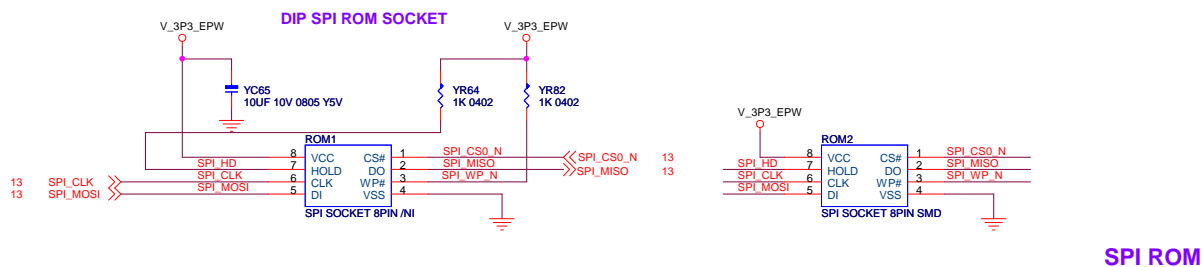 DIP SPI ROM SOCKET
V_3P3_EPW
V_3P3_EPW
YC65
10UF 10V 0805 Y5V
YR64
1K 0402
YR82
1K 0402
ROM1
8 VCC CS# 1 SPI_CS0_N SPI_CS0_N 13
SPI_HD 7 HOLD DO 2 SPI_MISO SPI_MISO 13
13 SPI_CLK SPI_CLK 6 CLK WP# 3 SPI_WP_N
13 SPI_MOSI SPI_MOSI 5 DI VSS 4
SPI SOCKET 8PIN /NI
V_3P3_EPW
ROM2
8 VCC CS# 1 SPI_CS0_N
SPI_HD 7 HOLD DO 2 SPI_MISO
SPI_CLK 6 CLK WP# 3 SPI_WP_N
SPI_MOSI 5 DI VSS 4
SPI SOCKET 8PIN SMD
SPI ROM